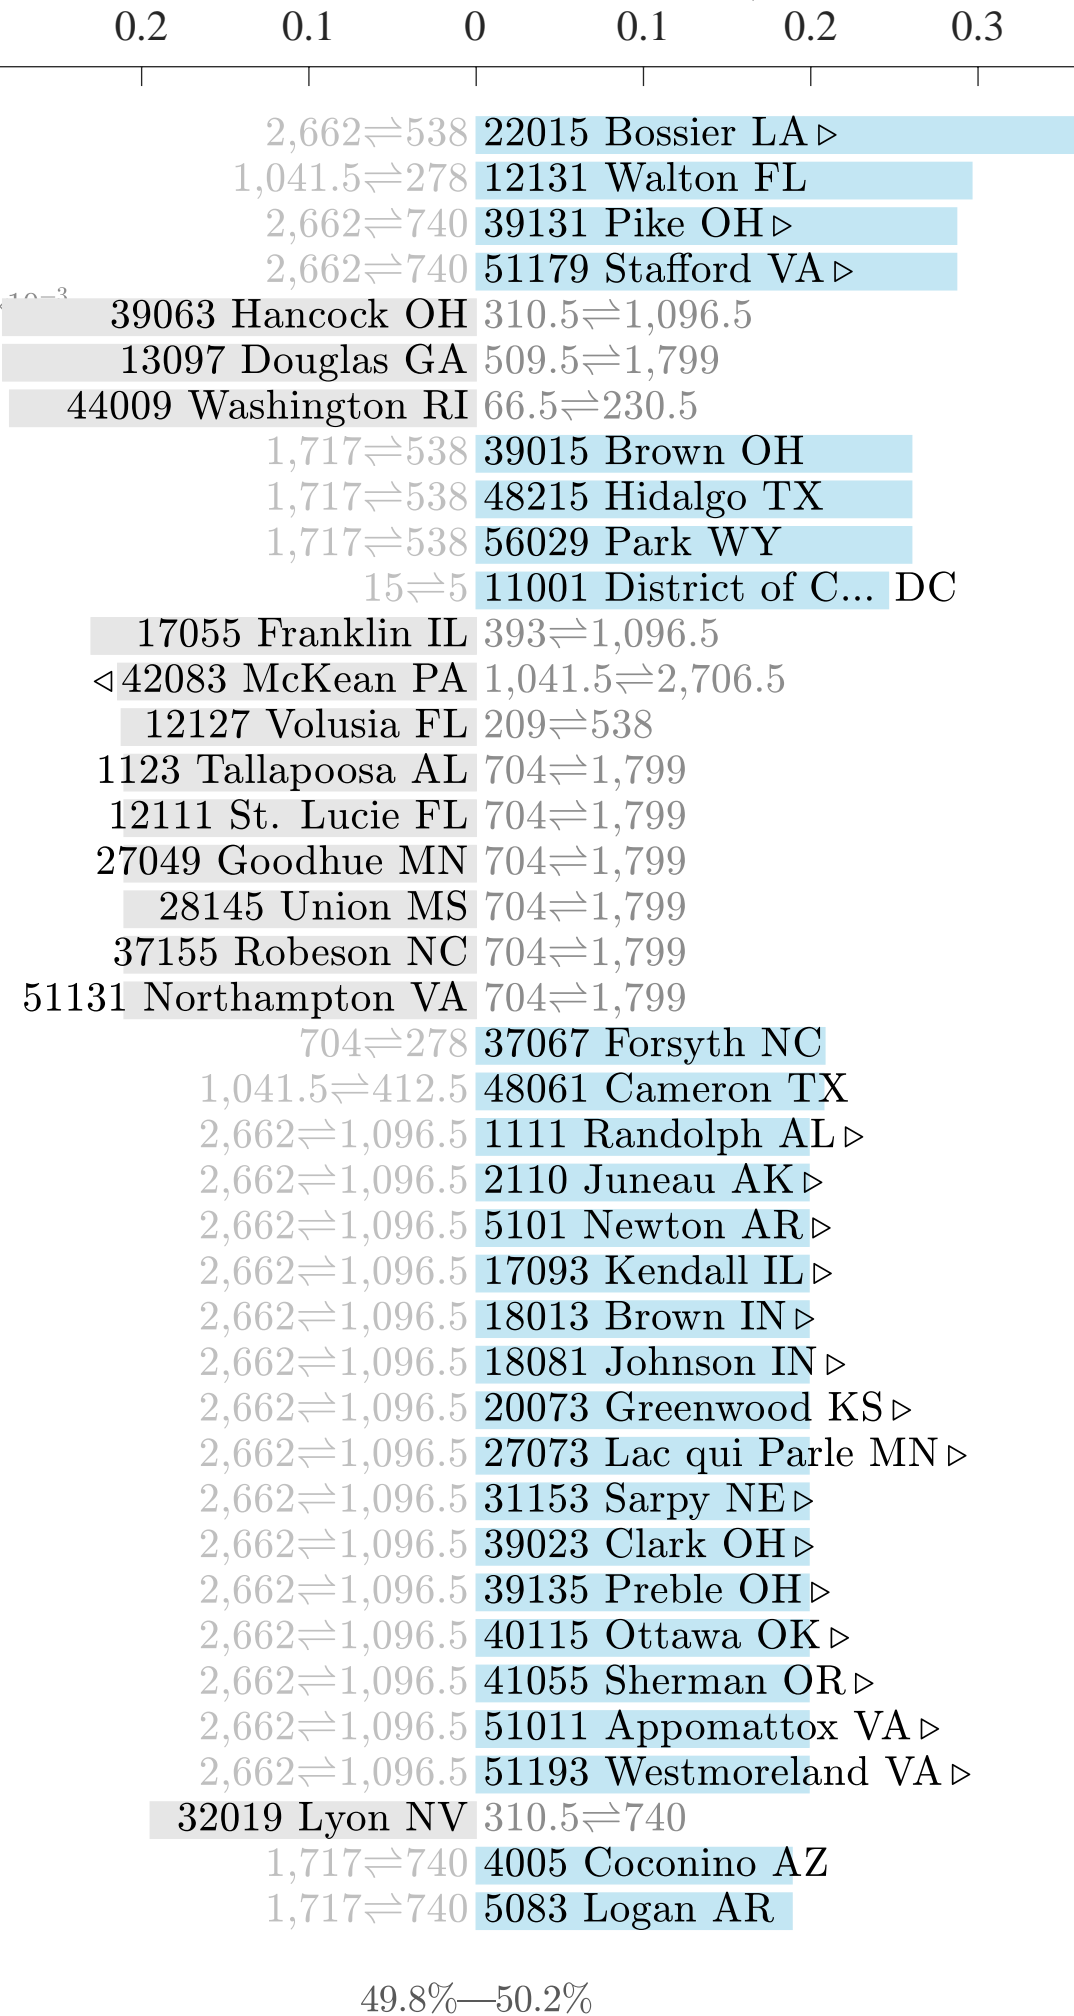 0.2 0.1 0 0.1 0.2 0.3
2,662⇌538 22015 Bossier LA ▷
1,041.5⇌278 12131 Walton FL
2,662⇌740 39131 Pike OH ▷
2,662⇌740 51179 Stafford VA ▷
39063 Hancock OH 310.5⇌1,096.5
13097 Douglas GA 509.5⇌1,799
44009 Washington RI 66.5⇌230.5
1,717⇌538 39015 Brown OH
1,717⇌538 48215 Hidalgo TX
1,717⇌538 56029 Park WY
15⇌5 11001 District of C... DC
17055 Franklin IL 393⇌1,096.5
◁ 42083 McKean PA 1,041.5⇌2,706.5
12127 Volusia FL 209⇌538
1123 Tallapoosa AL 704⇌1,799
12111 St. Lucie FL 704⇌1,799
27049 Goodhue MN 704⇌1,799
28145 Union MS 704⇌1,799
37155 Robeson NC 704⇌1,799
51131 Northampton VA 704⇌1,799
704⇌278 37067 Forsyth NC
1,041.5⇌412.5 48061 Cameron TX
2,662⇌1,096.5 1111 Randolph AL ▷
2,662⇌1,096.5 2110 Juneau AK ▷
2,662⇌1,096.5 5101 Newton AR ▷
2,662⇌1,096.5 17093 Kendall IL ▷
2,662⇌1,096.5 18013 Brown IN ▷
2,662⇌1,096.5 18081 Johnson IN ▷
2,662⇌1,096.5 20073 Greenwood KS ▷
2,662⇌1,096.5 27073 Lac qui Parle MN ▷
2,662⇌1,096.5 31153 Sarpy NE ▷
2,662⇌1,096.5 39023 Clark OH ▷
2,662⇌1,096.5 39135 Preble OH ▷
2,662⇌1,096.5 40115 Ottawa OK ▷
2,662⇌1,096.5 41055 Sherman OR ▷
2,662⇌1,096.5 51011 Appomattox VA ▷
2,662⇌1,096.5 51193 Westmoreland VA ▷
32019 Lyon NV 310.5⇌740
1,717⇌740 4005 Coconino AZ
1,717⇌740 5083 Logan AR
49.8%—50.2%